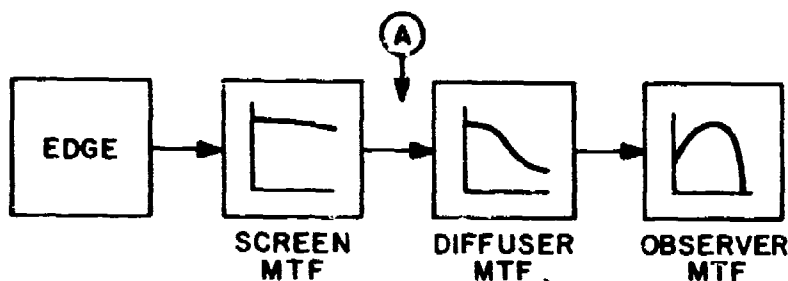 A
EDGE
SCREEN
MTF
DIFFUSER
MTF
OBSERVER
MTF